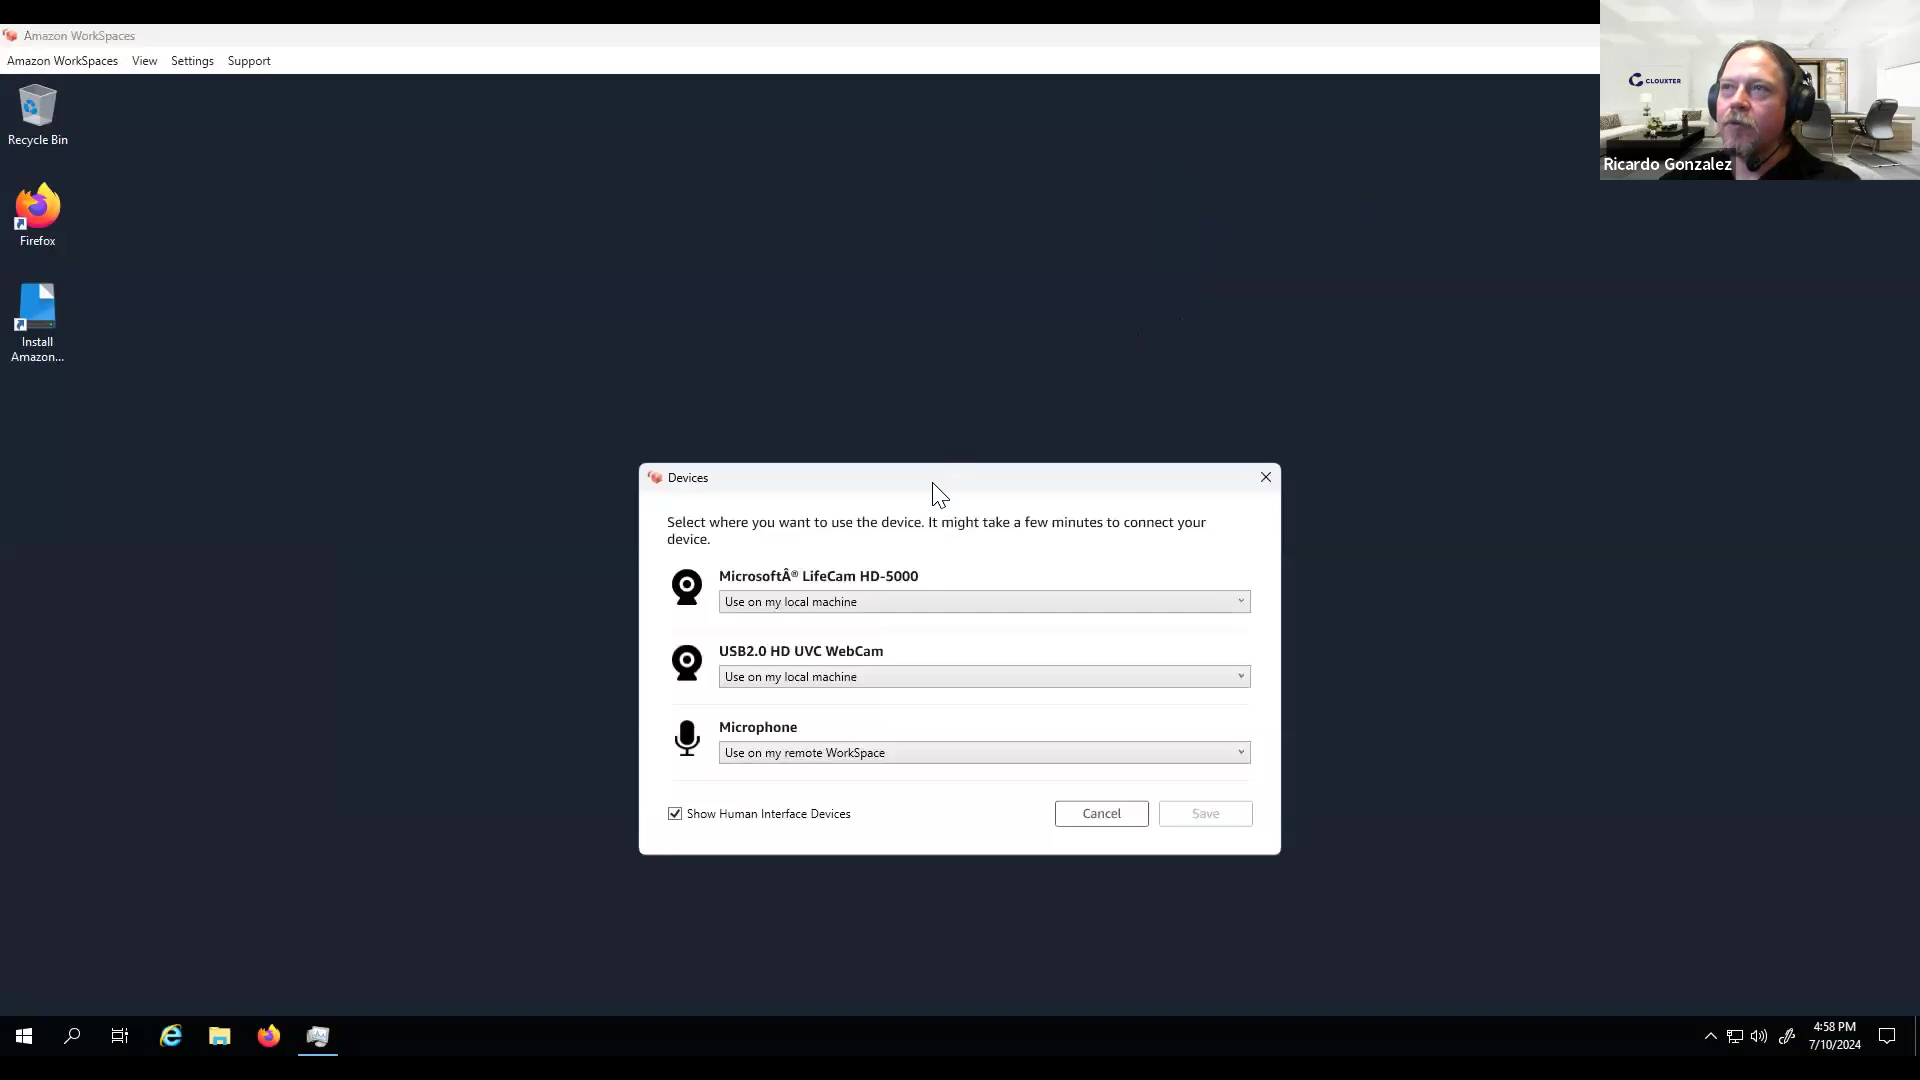 Amazon WorkSpaces
Amazon WorkSpaces View Settings Support
CLOUXTER
Ricardo Gonzalez
Recycle Bin
Firefox
Install
Amazon...
Devices
Select where you want to use the device. It might take a few minutes to connect your
device.
MicrosoftÂ® LifeCam HD-5000
Use on my local machine
USB2.0 HD UVC WebCam
Use on my local machine
Microphone
Use on my remote WorkSpace
Show Human Interface Devices
Cancel
Save
4:58 PM
7/10/2024